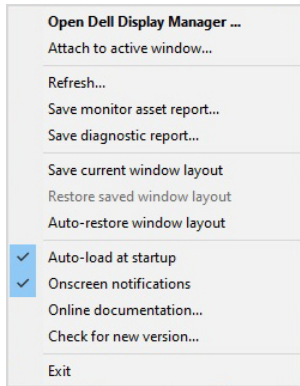 Open Dell Display Manager ...
Attach to active window...
Refresh...
Save monitor asset report...
Save diagnostic report...
Save current window layout
Restore saved window layout
Auto-restore window layout
Auto-load at startup
Onscreen notifications
Online documentation...
Check for new version...
Exit